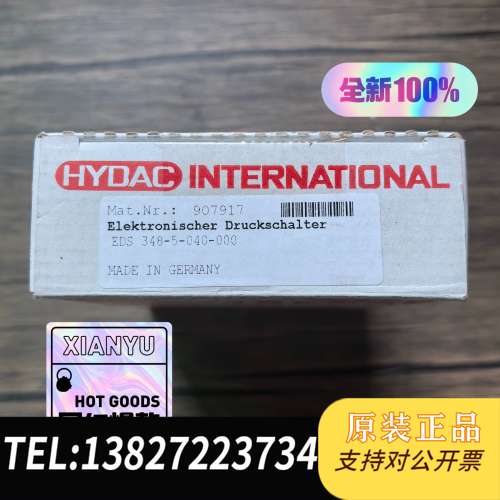 全新100%
HYDAC INTERNATIONAL
Mat.Nr.: 907917
Elektronischer Druckschalter
EDS 348-5-040-000
MADE IN GERMANY
XIANYU
HOT GOODS
TEL:13827223734
原装正品
支持对公开票